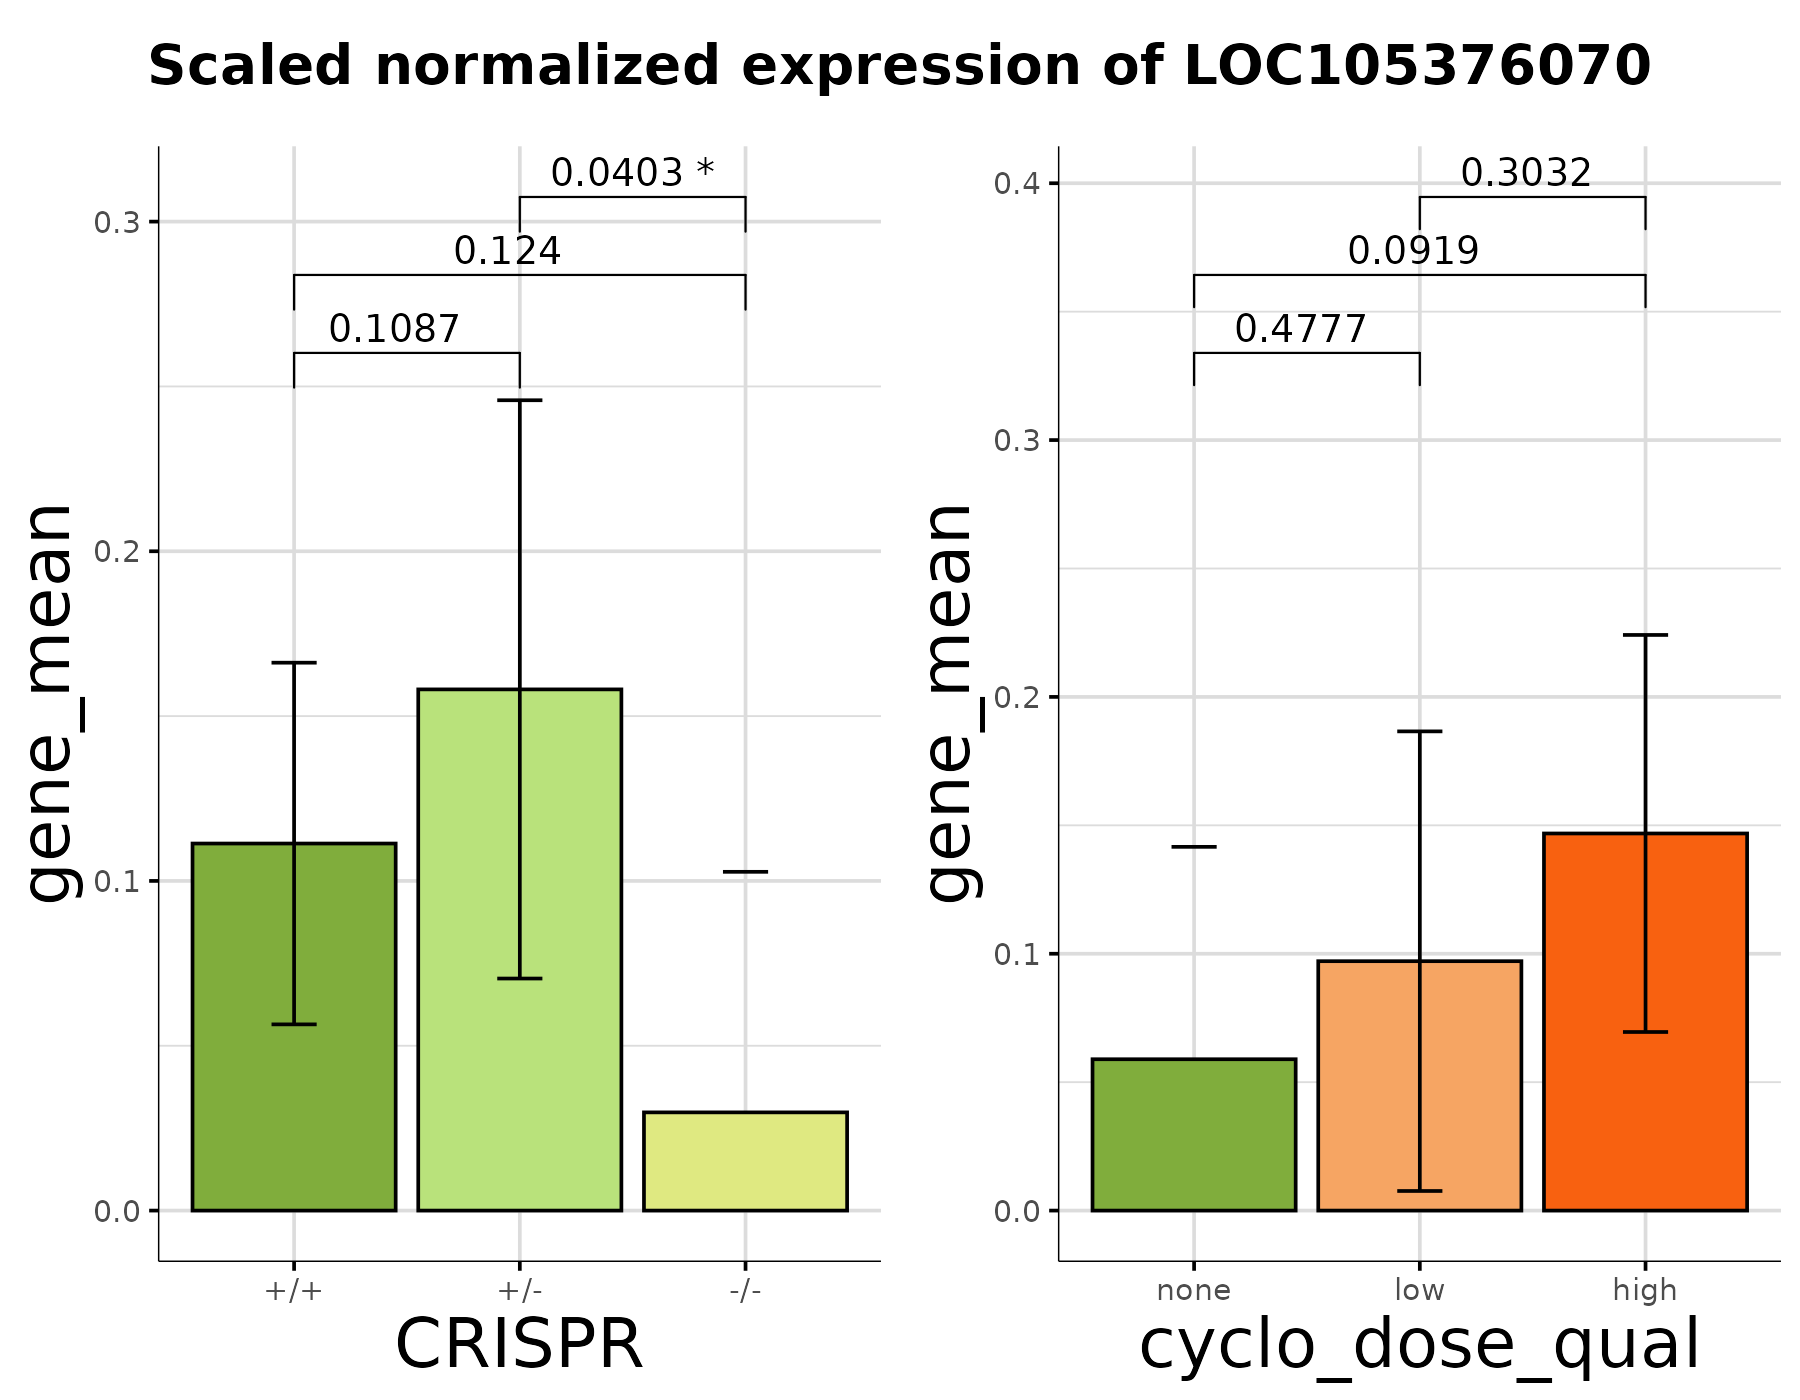 Scaled normalized expression of LOC105376070
gene_mean
0.3
0.2
0.1
0.0
0.0403 *
0.124
0.1087
+/+ +/- -/-
CRISPR
gene_mean
0.4
0.3
0.2
0.1
0.0
0.3032
0.0919
0.4777
none low high
cyclo_dose_qual